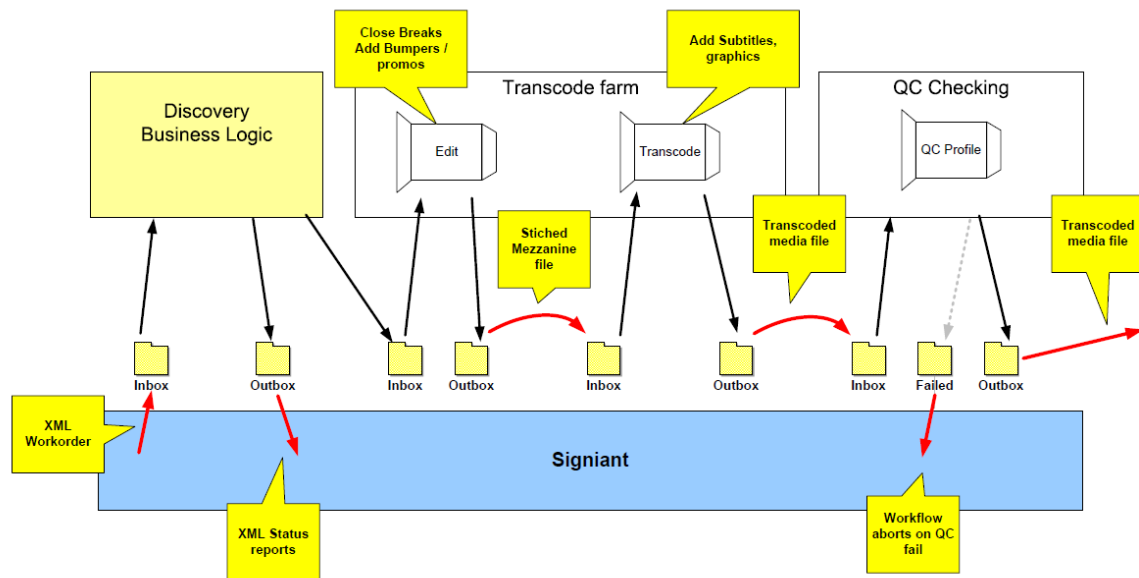 Close Breaks
Add Bumpers /
promos
Add Subtitles,
graphics
Discovery
Business Logic
Transcode farm
QC Checking
Edit
Transcode
QC Profile
Stiched
Mezzanine
file
Transcoded
media file
Transcoded
media file
Inbox
Outbox
Inbox
Outbox
Inbox
Outbox
Inbox
Failed
Outbox
XML
Workorder
Signiant
XML Status
reports
Workflow
aborts on QC
fail